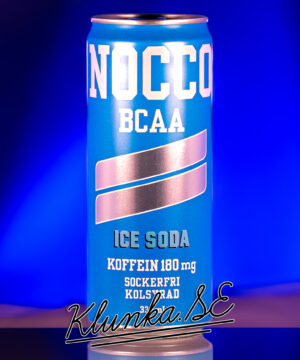 NOCCO
BCAA
ICE SODA
KOFFEIN 180 mg
SOCKERFRI
KOLSYRAD
Klunka.SE